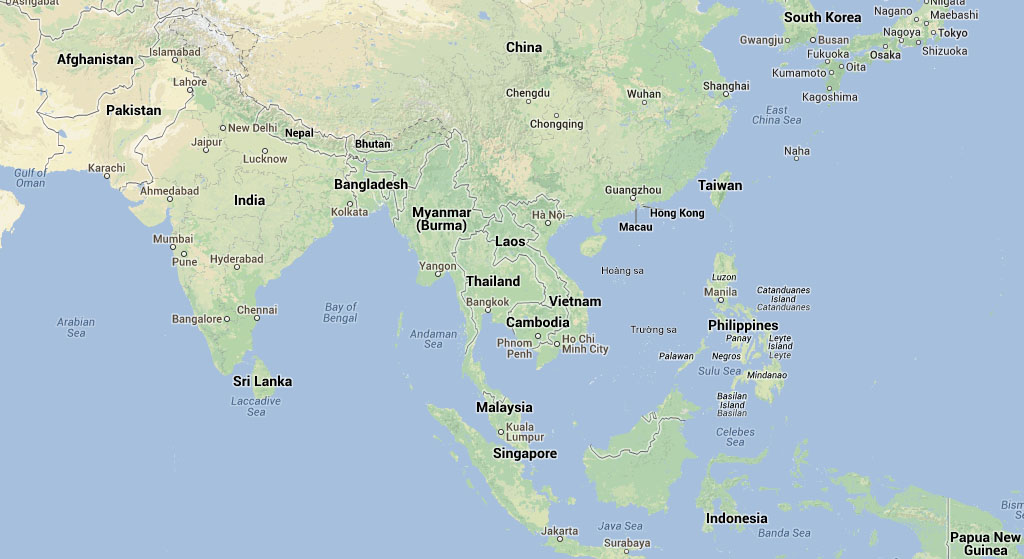 Asgabat
Niigata
Nagano
Maebashi
South Korea
Gwangju
Busan
Nagoya
Tokyo
Osaka
Shizuoka
Fukuoka
Oita
Kumamoto
Kagoshima
China
Islamabad
Afghanistan
Lahore
Pakistan
Chengdu
Wuhan
Shanghai
Chongqing
East
China Sea
New Delhi
Nepal
Jaipur
Lucknow
Bhutan
Naha
Gulf of
Oman
Karachi
Bangladesh
Guangzhou
Taiwan
Ahmedabad
India
Kolkata
Myanmar
(Burma)
Hà Nội
Hong Kong
Macau
Mumbai
Pune
Hyderabad
Laos
Yangon
Thailand
Hoàng sa
Luzon
Manila
Catanduanes
Island
Catanduanes
Bangkok
Vietnam
Arabian
Sea
Bangalore
Chennai
Bay of
Bengal
Andaman
Sea
Cambodia
Phnom
Penh
Ho Chi
Minh City
Trường sa
Philippines
Panay
Leyte
Island
Leyte
Palawan
Negros
Sulu Sea
Mindanao
Sri Lanka
Laccadive
Sea
Basilan
Island
Basilan
Malaysia
Kuala
Lumpur
Singapore
Celebes
Sea
Indonesia
Java Sea
Banda Sea
Jakarta
Surabaya
Bism
Se
Papua New
Guinea